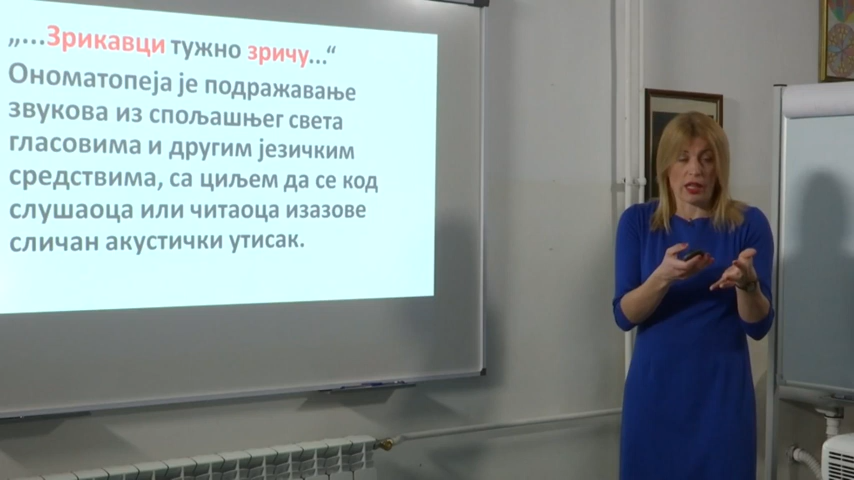 „...Зрикавци тужно зричу...“
Ономатопеја је подражавање
звукова из спољашњег света
гласовима и другим језичким
средствима, са циљем да се код
слушаоца или читаоца изазове
сличан акустички утисак.